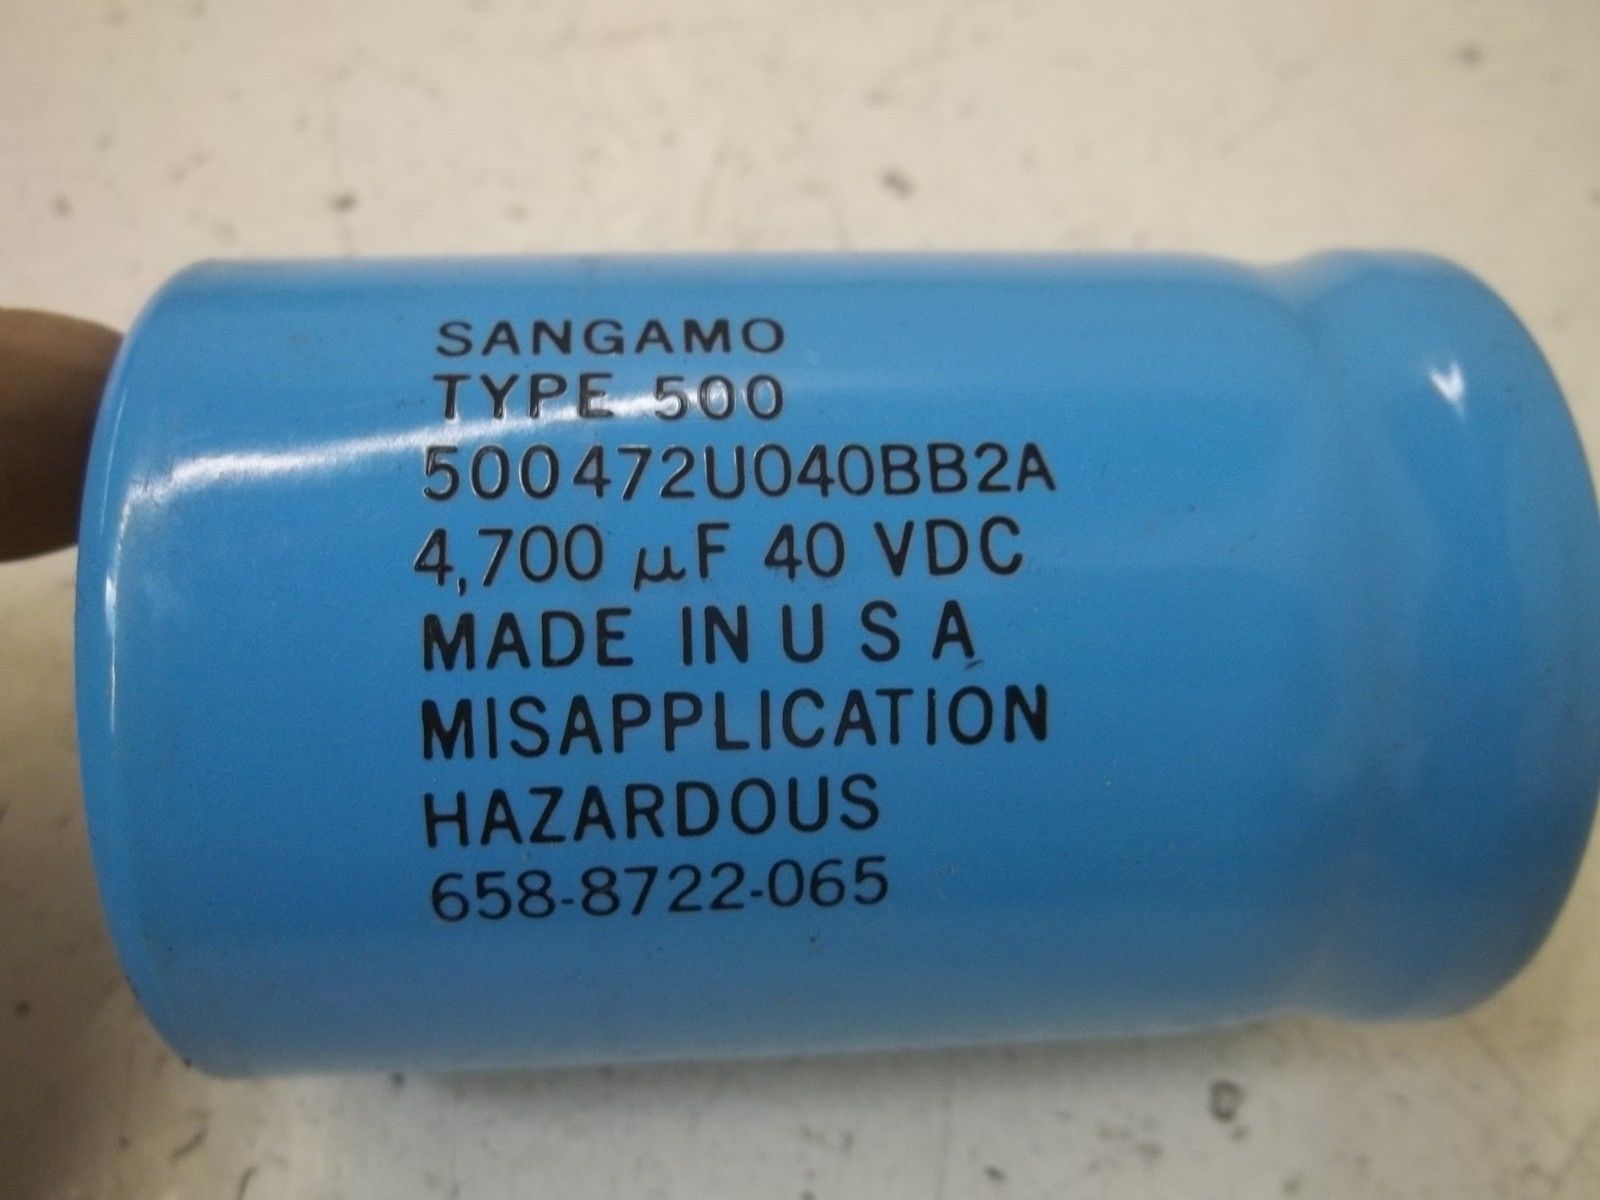 SANGAMO
TYPE 500
500472U040BB2A
4,700 µF 40 VDC
MADE IN U S A
MISAPPLICATION
HAZARDOUS
658-8722-065